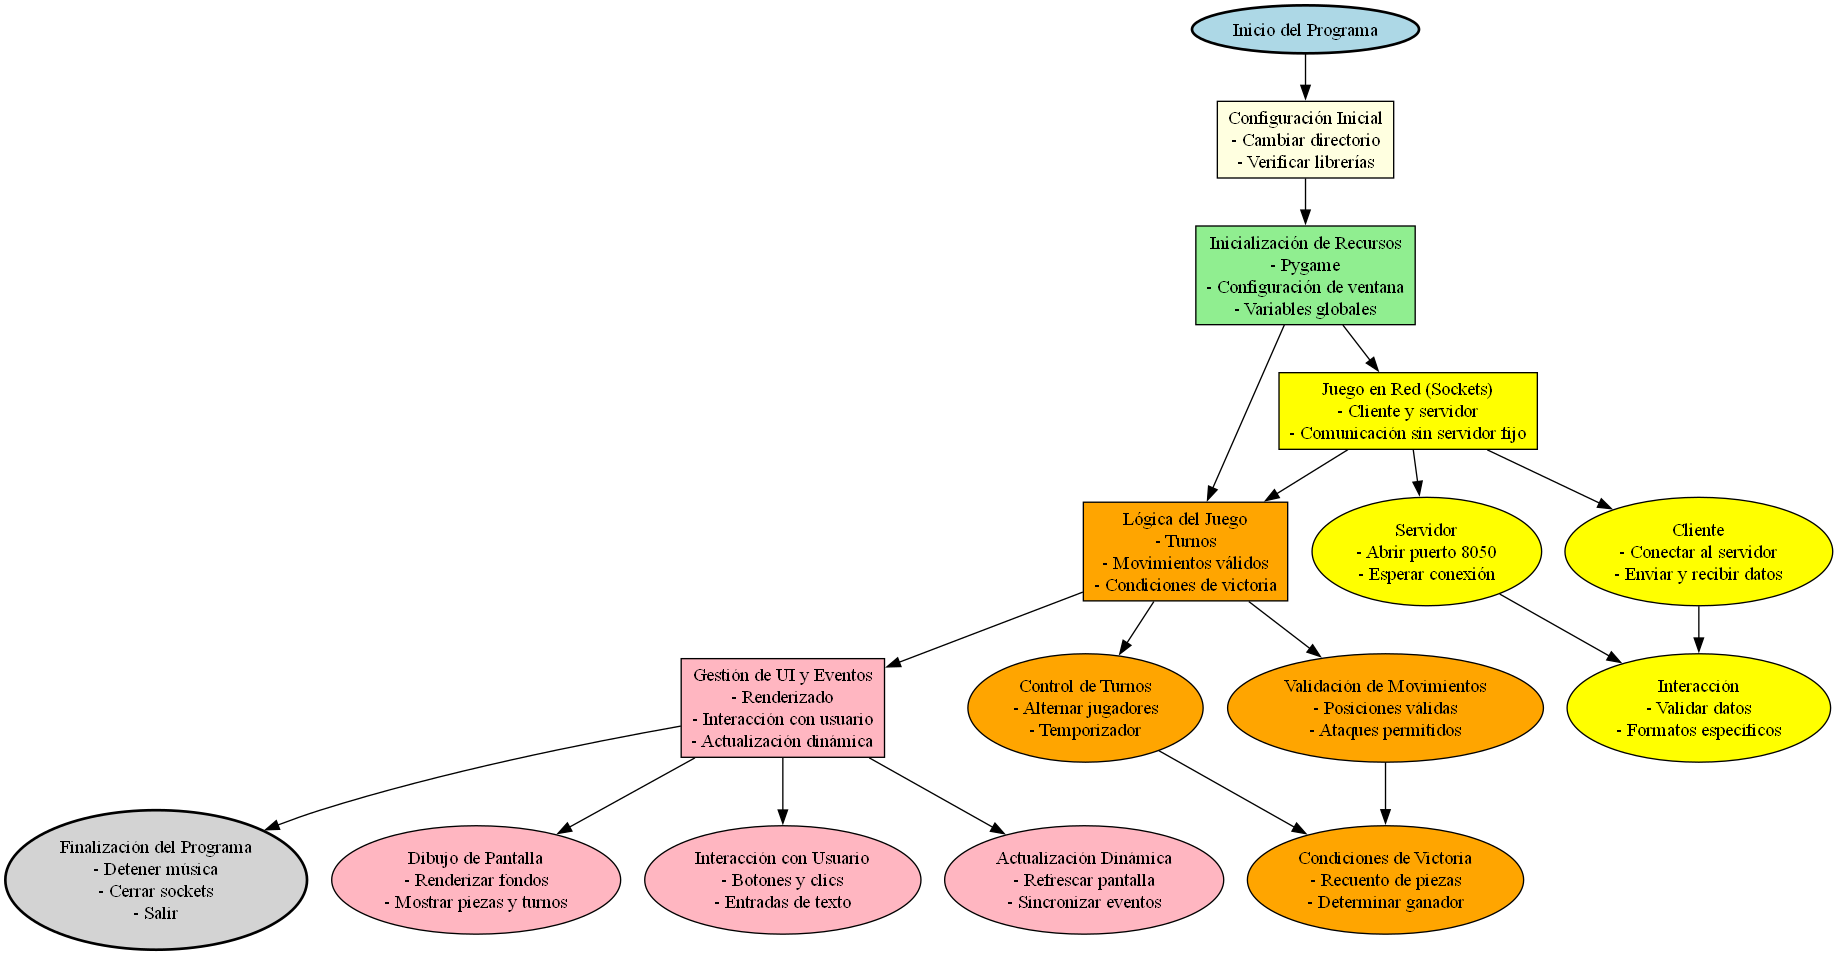 Inicio del Programa
Configuración Inicial
- Cambiar directorio
- Verificar librerías
Inicialización de Recursos
- Pygame
- Configuración de ventana
- Variables globales
Juego en Red (Sockets)
- Cliente y servidor
- Comunicación sin servidor fijo
Lógica del Juego
- Turnos
- Movimientos válidos
- Condiciones de victoria
Servidor
- Abrir puerto 8050
- Esperar conexión
Cliente
- Conectar al servidor
- Enviar y recibir datos
Gestión de UI y Eventos
- Renderizado
- Interacción con usuario
- Actualización dinámica
Control de Turnos
- Alternar jugadores
- Temporizador
Validación de Movimientos
- Posiciones válidas
- Ataques permitidos
Interacción
- Validar datos
- Formatos específicos
Finalización del Programa
- Detener música
- Cerrar sockets
- Salir
Dibujo de Pantalla
- Renderizar fondos
- Mostrar piezas y turnos
Interacción con Usuario
- Botones y clics
- Entradas de texto
Actualización Dinámica
- Refrescar pantalla
- Sincronizar eventos
Condiciones de Victoria
- Recuento de piezas
- Determinar ganador